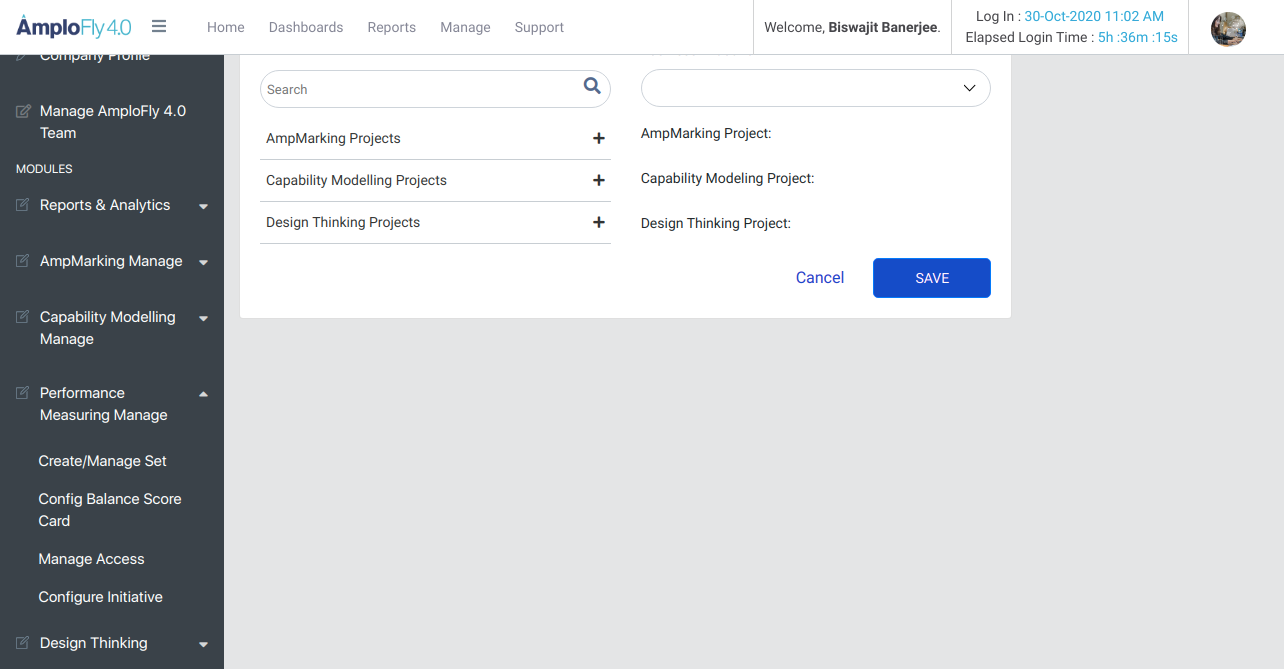 AmploFly 4.0
Home Dashboards Reports Manage Support
Welcome, Biswajit Banerjee.
Log In : 30-Oct-2020 11:02 AM
Elapsed Login Time : 5h :36m :15s
Company Profile
Manage AmploFly 4.0
Team
MODULES
Reports & Analytics
AmpMarking Manage
Capability Modelling
Manage
Performance
Measuring Manage
Create/Manage Set
Config Balance Score
Card
Manage Access
Configure Initiative
Design Thinking
Search
AmpMarking Projects
Capability Modelling Projects
Design Thinking Projects
AmpMarking Project:
Capability Modeling Project:
Design Thinking Project:
Cancel
SAVE